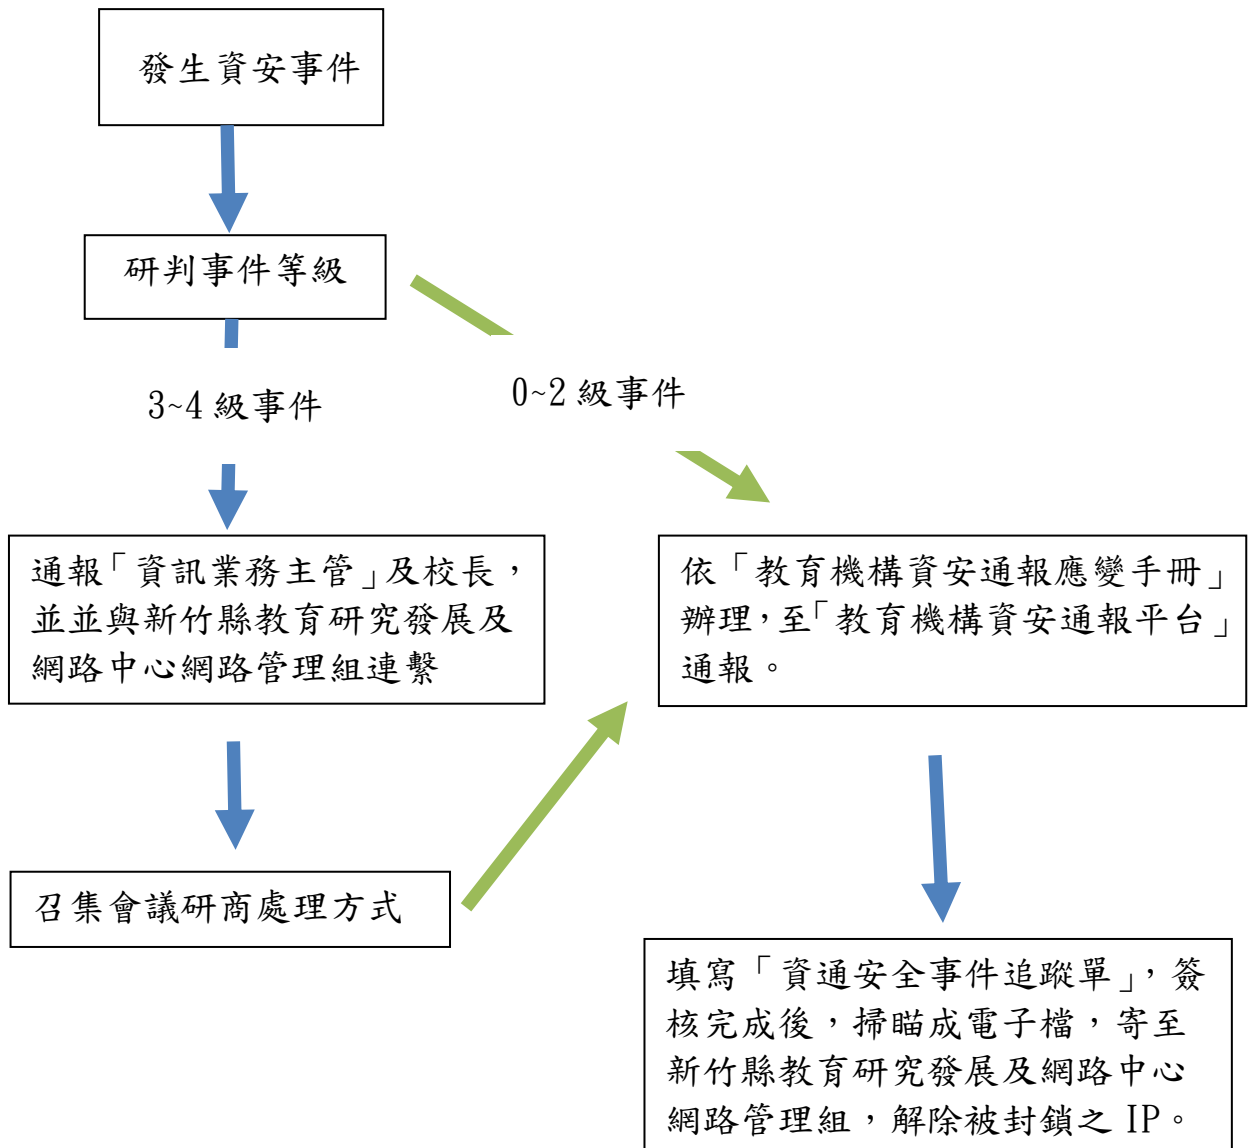 發生資安事件
研判事件等級
3~4 級事件
0~2 級事件
通報「資訊業務主管」及校長，
並並與新竹縣教育研究發展及
網路中心網路管理組連繫
依「教育機構資安通報應變手冊」
辦理，至「教育機構資安通報平台」
通報。
召集會議研商處理方式
填寫「資通安全事件追蹤單」，簽
核完成後，掃瞄成電子檔，寄至
新竹縣教育研究發展及網路中心
網路管理組，解除被封鎖之 IP。